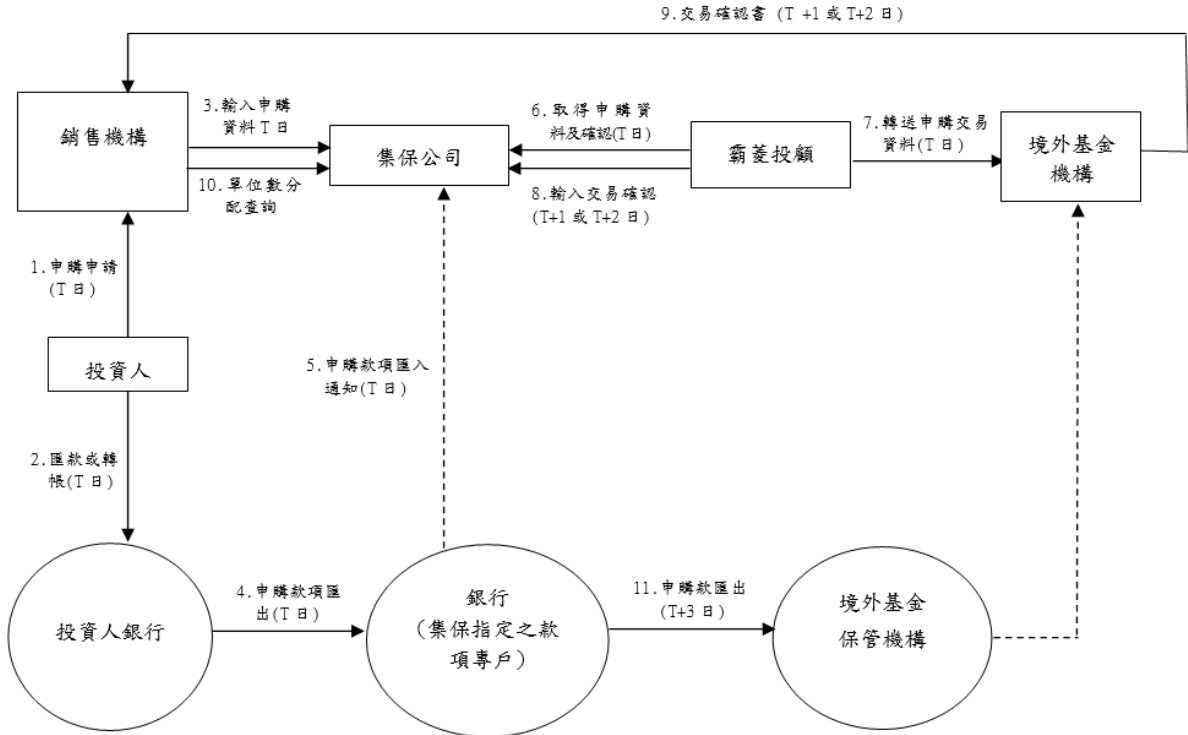 9.交易確認書 (T +1 或 T+2 日)
銷售機構
3.輸入申購
資料 T 日
10.單位數分
配查詢
集保公司
6.取得申購資
料及確認(T 日)
8.輸入交易確認
(T+1 或 T+2 日)
霸菱投顧
7.轉送申購交易
資料(T 日)
境外基金
機構
1.申購申請
(T 日)
投資人
5.申購款項匯入
通知(T 日)
2.匯款或轉
帳(T 日)
投資人銀行
4.申購款項匯
出(T 日)
銀行
(集保指定之款
項專戶)
11.申購款匯出
(T+3 日)
境外基金
保管機構